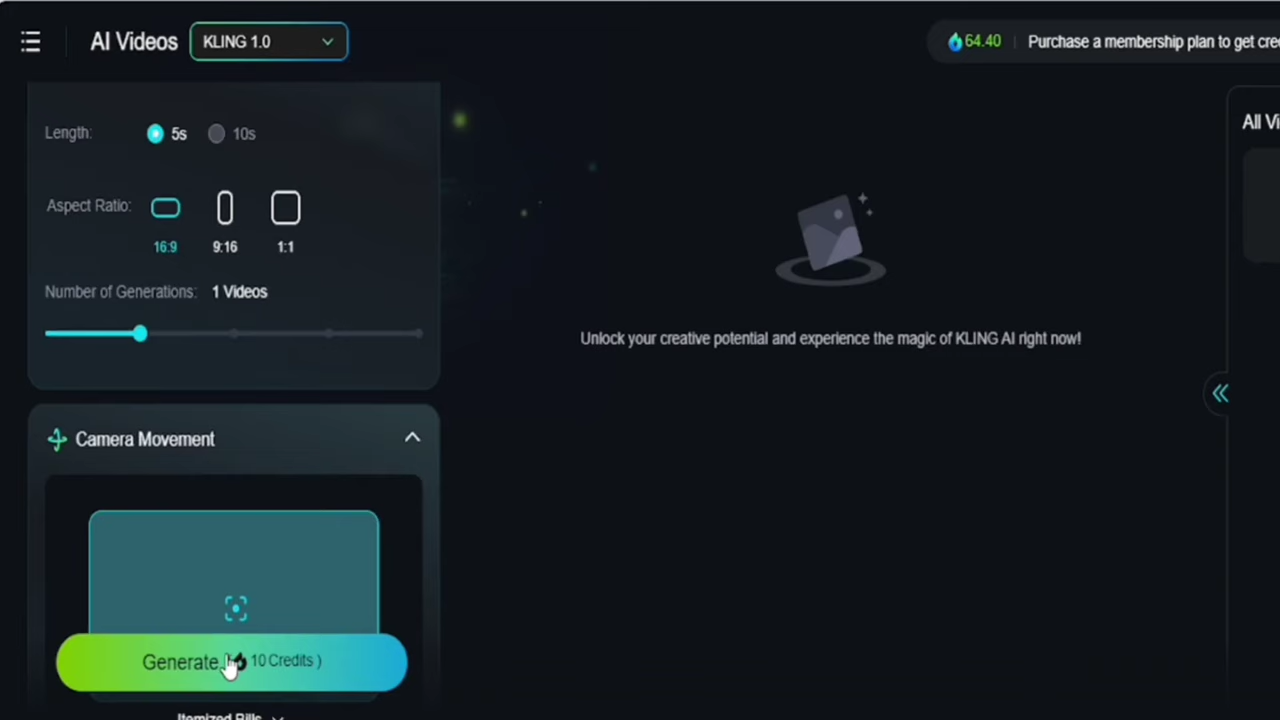 AI Videos KLING 1.0
64.40 Purchase a membership plan to get cre
All Vi
Length: 5s 10s
Aspect Ratio:
16:9 9:16 1:1
Number of Generations: 1 Videos
Unlock your creative potential and experience the magic of KLING AI right now!
Camera Movement
Generate 10 Credits )
Itemized Bills